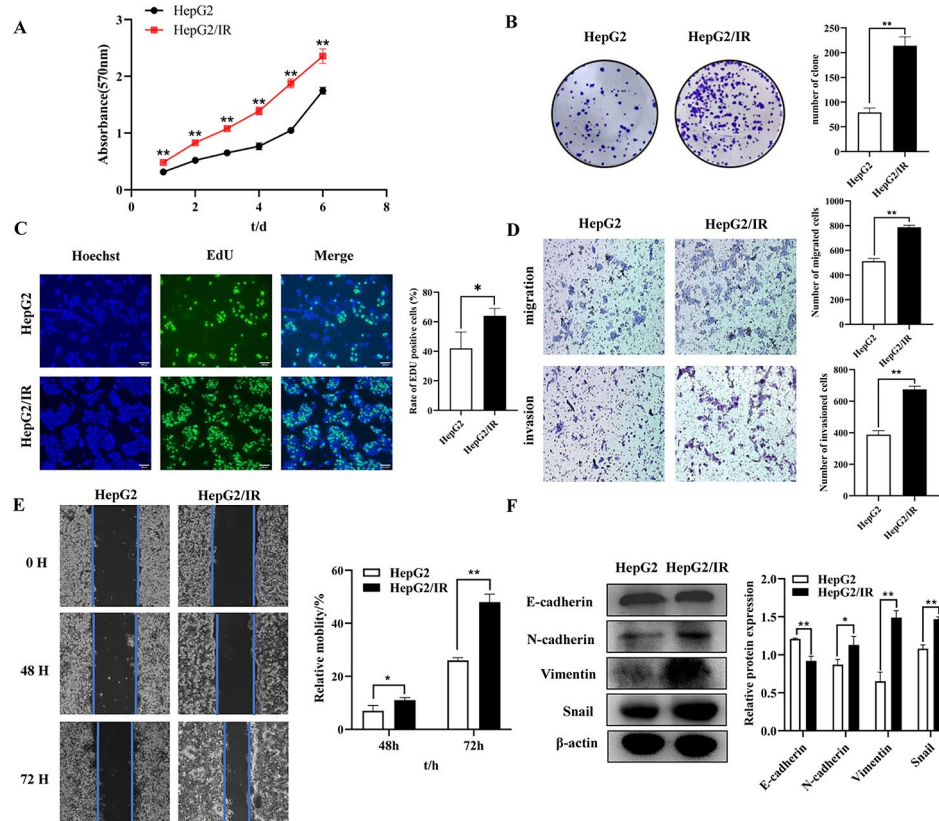 A
HepG2
HepG2/IR
Absorbance(570nm)
3
2
1
0
** ** ** ** ** **
0 2 4 6 8
t/d
B
HepG2 HepG2/IR
number of clone
250
200
150
100
50
0
**
HepG2
HepG2/IR
C
Hoechst EdU Merge
HepG2
HepG2/IR
Rate of EDU positive cells (%)
80
60
40
20
0
*
HepG2
HepG2/IR
D
HepG2 HepG2/IR
migration
invasion
Number of migrated cells
800
600
400
200
0
**
HepG2
HepG2/IR
Number of invasioned cells
800
600
400
200
0
**
HepG2
HepG2/IR
E
HepG2 HepG2/IR
0 H
48 H
72 H
Relative moblity/%
60
40
20
0
HepG2
HepG2/IR
*
**
48h 72h
t/h
F
HepG2 HepG2/IR
E-cadherin
N-cadherin
Vimentin
Snail
β-actin
Relative protein expression
2.0
1.5
1.0
0.5
0.0
HepG2
HepG2/IR
** * ** **
E-cadherin
N-cadherin
Vimentin
Snail